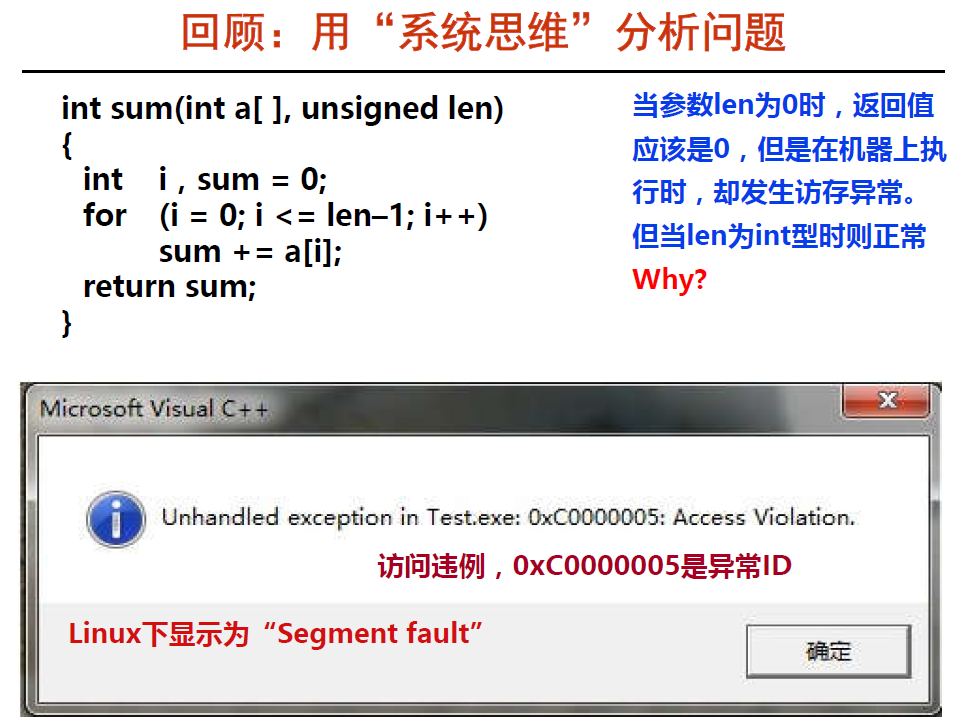 回顾：用“系统思维”分析问题
int sum(int a[ ], unsigned len)
{
int i , sum = 0;
for (i = 0; i <= len–1; i++)
sum += a[i];
return sum;
}
当参数len为0时，返回值
应该是0，但是在机器上执
行时，却发生访存异常。
但当len为int型时则正常
Why?
Microsoft Visual C++
Unhandled exception in Test.exe: 0xC0000005: Access Violation.
访问违例，0xC0000005是异常ID
Linux下显示为“Segment fault”
确定